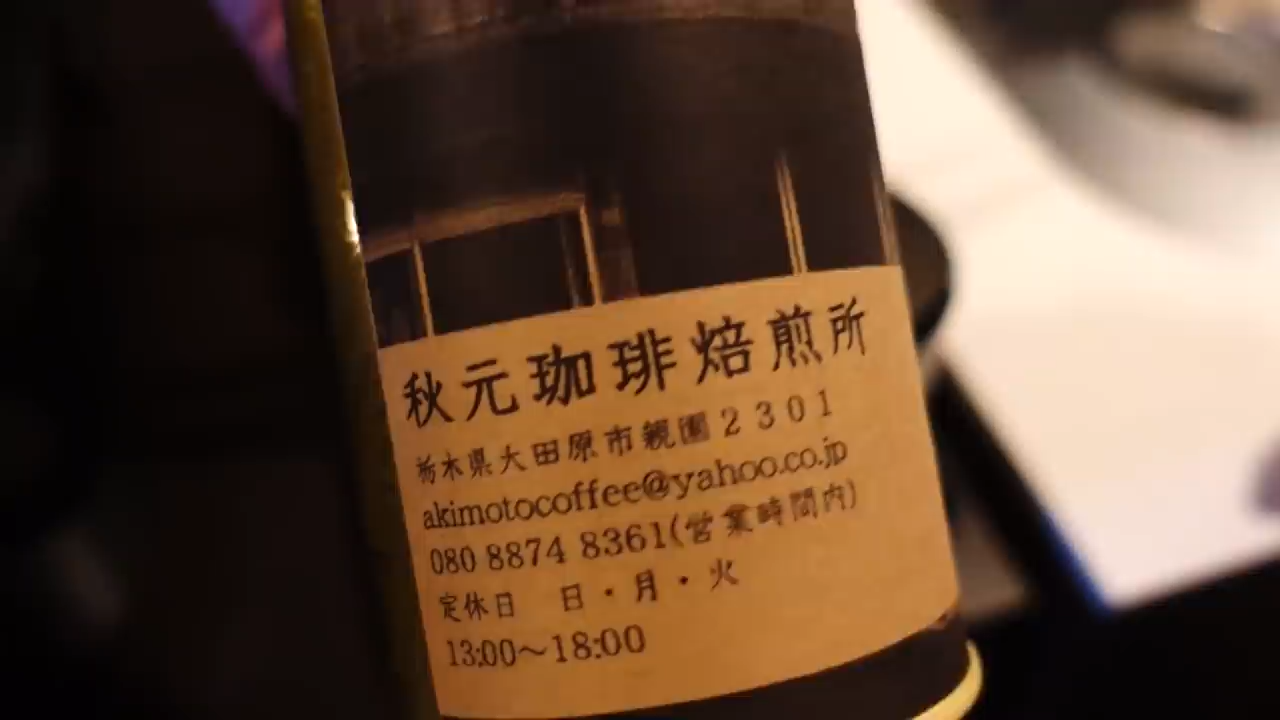 秋元珈琲焙煎所
栃木県大田原市親園2301
akimotocoffee@yahoo.co.jp
080 8874 8361(営業時間内)
定休日 日・月・火
13:00〜18:00